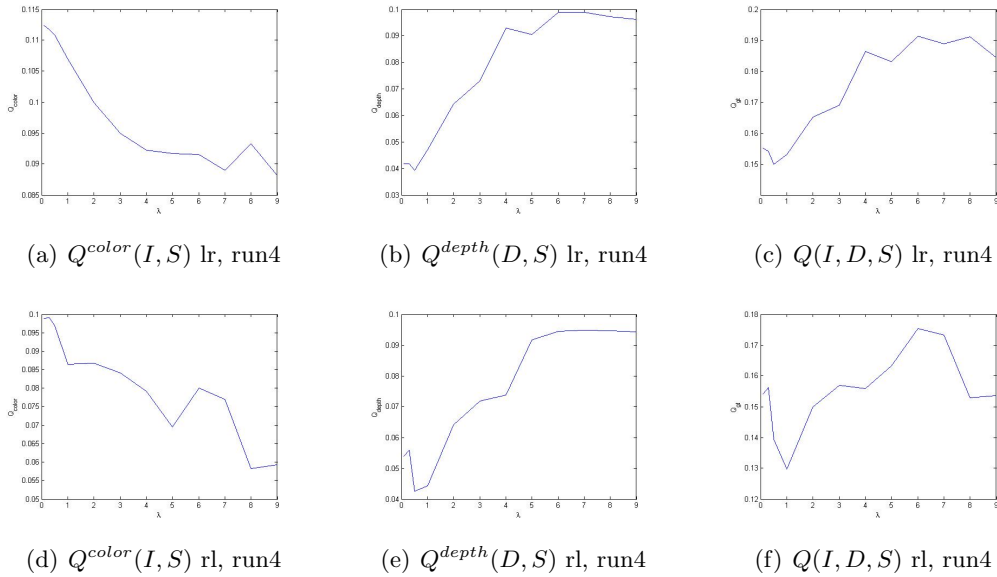 0.115
0.11
0.105
0.1
0.095
0.09
0.085
Q_color
0 1 2 3 4 5 6 7 8 9
λ
(a) Q^{color}(I, S) lr, run4
0.1
0.09
0.08
0.07
0.06
0.05
0.04
0.03
Q_depth
0 1 2 3 4 5 6 7 8 9
λ
(b) Q^{depth}(D, S) lr, run4
0.2
0.19
0.18
0.17
0.16
0.15
Q_gt
0 1 2 3 4 5 6 7 8 9
λ
(c) Q(I, D, S) lr, run4
0.1
0.095
0.09
0.085
0.08
0.075
0.07
0.065
0.06
0.055
0.05
Q_color
0 1 2 3 4 5 6 7 8 9
λ
(d) Q^{color}(I, S) rl, run4
0.1
0.09
0.08
0.07
0.06
0.05
0.04
Q_depth
0 1 2 3 4 5 6 7 8 9
λ
(e) Q^{depth}(D, S) rl, run4
0.18
0.17
0.16
0.15
0.14
0.13
0.12
Q_gt
0 1 2 3 4 5 6 7 8 9
λ
(f) Q(I, D, S) rl, run4